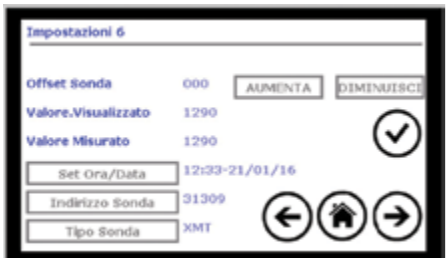 Impostazioni 6
Offset Sonda 000 AUMENTA DIMINUISCI
Valore.Visualizzato 1290
Valore Misurato 1290
Set Ora/Data 12:33-21/01/16
Indirizzo Sonda 31309
Tipo Sonda XMT